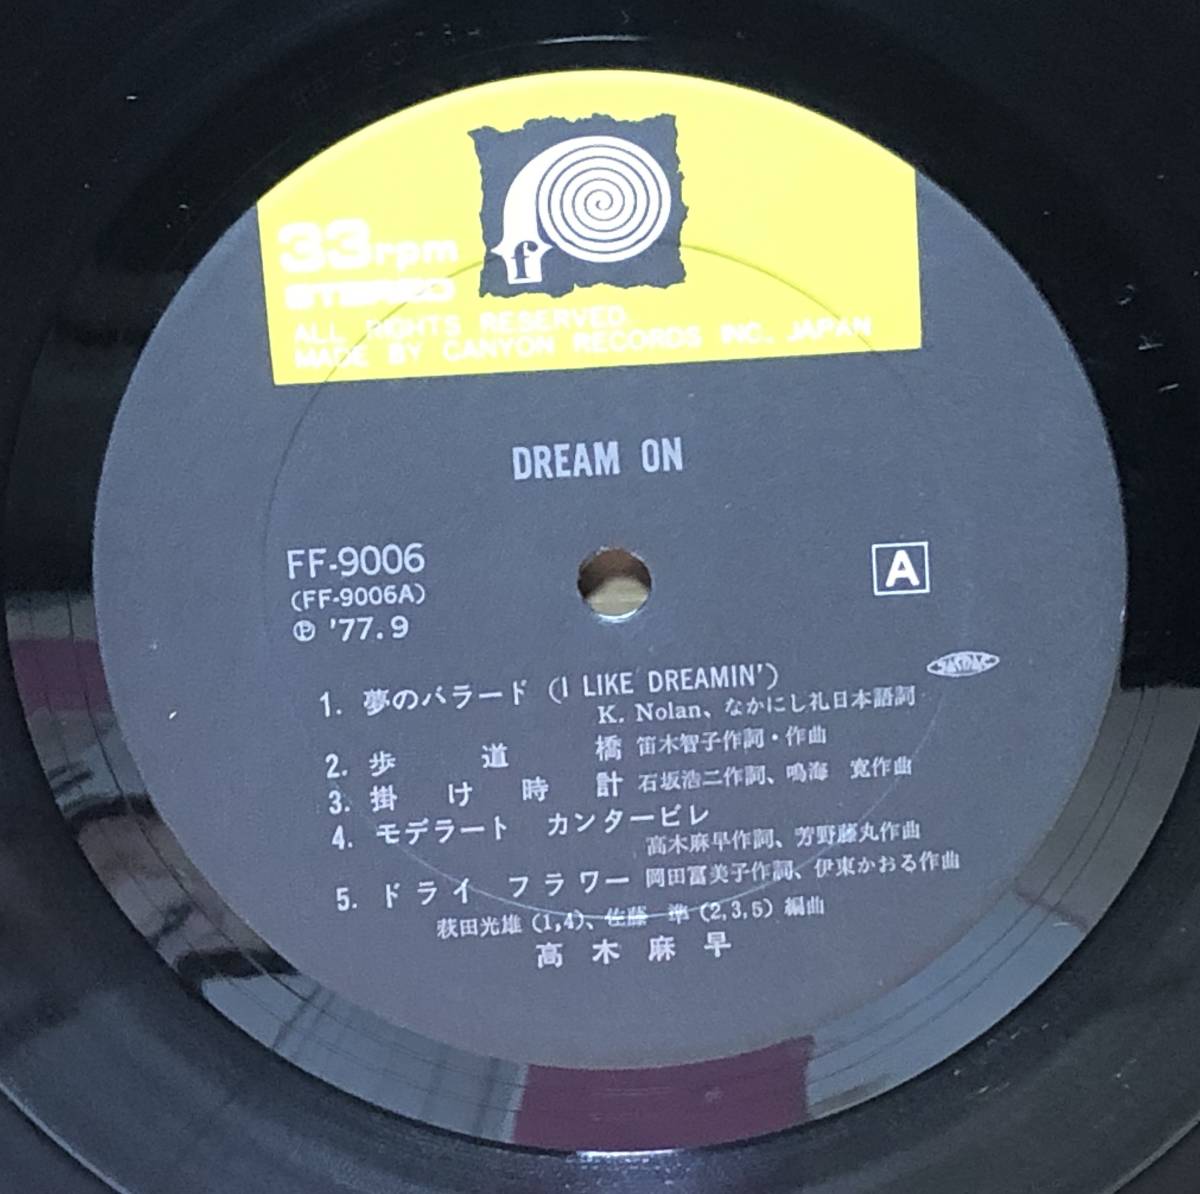 f
33rpm
STEREO
ALL RIGHTS RESERVED.
MADE BY CANYON RECORDS INC., JAPAN
DREAM ON
FF-9006
(FF-9006A)
Ⓟ '77.9
A
JASRAC
1. 夢のバラード (I LIKE DREAMIN')
K. Nolan、なかにし礼日本語詞
2. 歩道橋 笛木智子作詞・作曲
3. 掛け時計 石坂浩二作詞、鳴海 寛作曲
4. モデラート カンタービレ
高木麻早作詞、芳野藤丸作曲
5. ドライ フラワー 岡田冨美子作詞、伊東かおる作曲
萩田光雄 (1,4)、佐藤 準 (2,3,5) 編曲
高木麻早